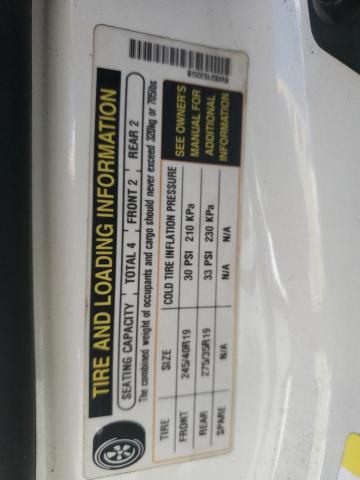 TIRE AND LOADING INFORMATION
SEATING CAPACITY TOTAL 4 FRONT 2 REAR 2
The combined weight of occupants and cargo should never exceed 320kg or 705lbs
TIRE SIZE COLD TIRE INFLATION PRESSURE
FRONT 245/40R19 30 PSI 210 KPa
REAR 275/35R19 33 PSI 230 KPa
SPARE N/A N/A N/A
SEE OWNER'S
MANUAL FOR
ADDITIONAL
INFORMATION